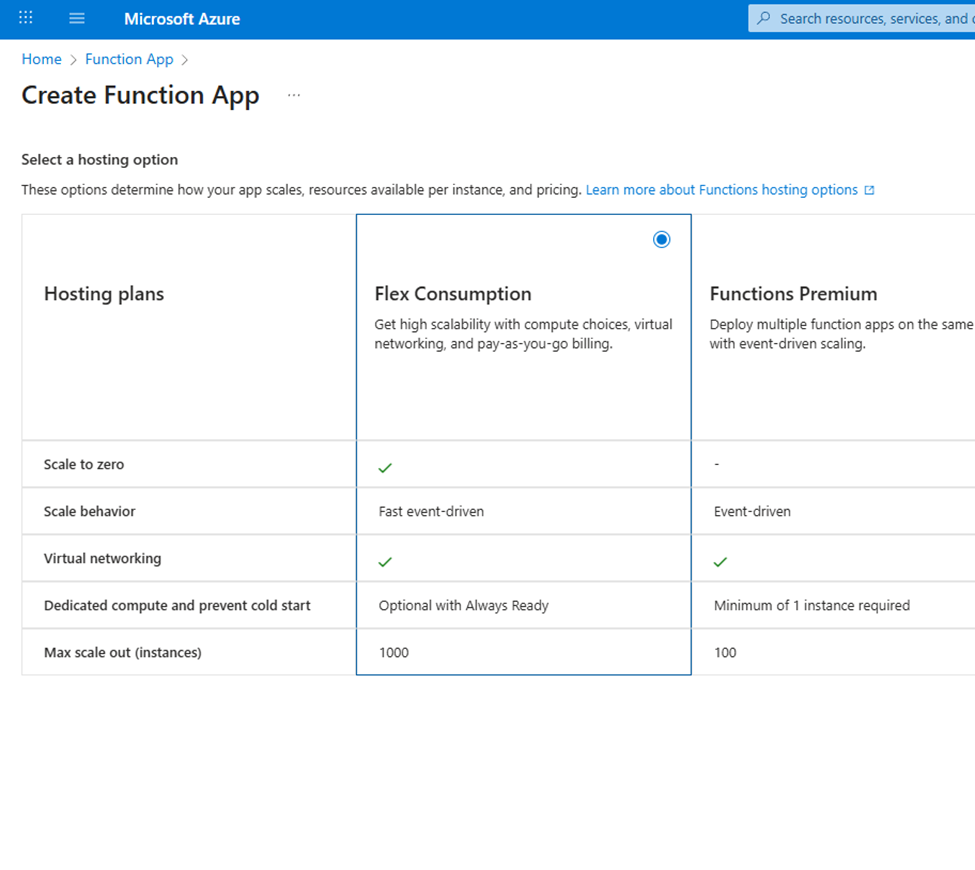 Microsoft Azure
Search resources, services, and
Home > Function App >
Create Function App ...
Select a hosting option
These options determine how your app scales, resources available per instance, and pricing. Learn more about Functions hosting options
Hosting plans
Flex Consumption
Get high scalability with compute choices, virtual
networking, and pay-as-you-go billing.
Functions Premium
Deploy multiple function apps on the same
with event-driven scaling.
Scale to zero ✓ -
Scale behavior Fast event-driven Event-driven
Virtual networking ✓ ✓
Dedicated compute and prevent cold start Optional with Always Ready Minimum of 1 instance required
Max scale out (instances) 1000 100